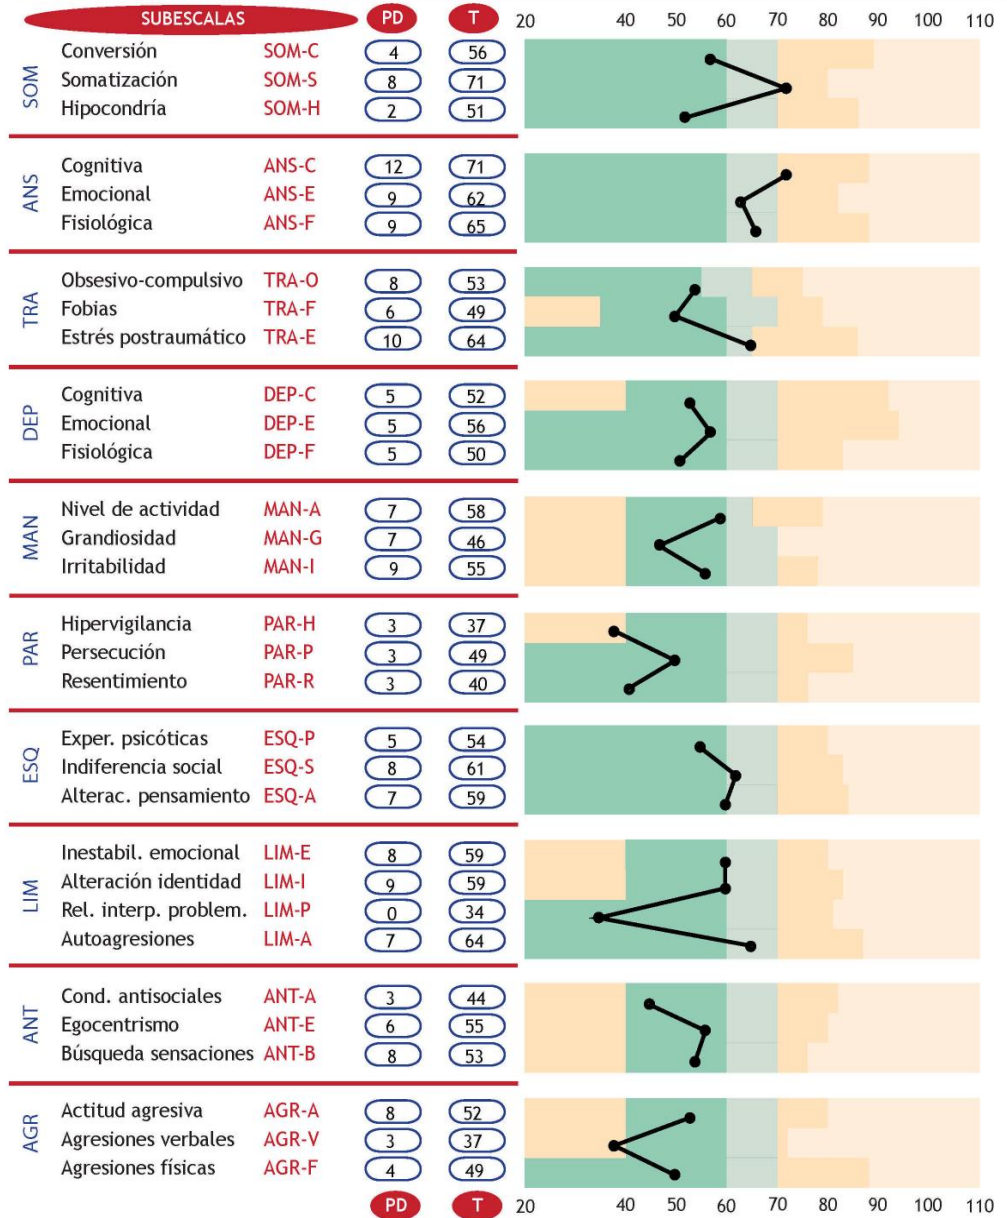 SUBESCALAS PD T 20 40 50 60 70 80 90 100 110
SOM
Conversión SOM-C 4 56
Somatización SOM-S 8 71
Hipocondría SOM-H 2 51
ANS
Cognitiva ANS-C 12 71
Emocional ANS-E 9 62
Fisiológica ANS-F 9 65
TRA
Obsesivo-compulsivo TRA-O 8 53
Fobias TRA-F 6 49
Estrés postraumático TRA-E 10 64
DEP
Cognitiva DEP-C 5 52
Emocional DEP-E 5 56
Fisiológica DEP-F 5 50
MAN
Nivel de actividad MAN-A 7 58
Grandiosidad MAN-G 7 46
Irritabilidad MAN-I 9 55
PAR
Hipervigilancia PAR-H 3 37
Persecución PAR-P 3 49
Resentimiento PAR-R 3 40
ESQ
Exper. psicóticas ESQ-P 5 54
Indiferencia social ESQ-S 8 61
Alterac. pensamiento ESQ-A 7 59
LIM
Inestabil. emocional LIM-E 8 59
Alteración identidad LIM-I 9 59
Rel. interp. problem. LIM-P 0 34
Autoagresiones LIM-A 7 64
ANT
Cond. antisociales ANT-A 3 44
Egocentrismo ANT-E 6 55
Búsqueda sensaciones ANT-B 8 53
AGR
Actitud agresiva AGR-A 8 52
Agresiones verbales AGR-V 3 37
Agresiones físicas AGR-F 4 49
PD T 20 40 50 60 70 80 90 100 110